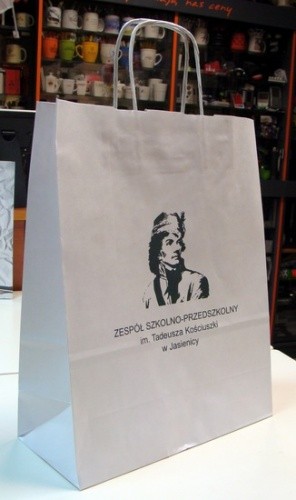 ZESPÓŁ SZKOLNO-PRZEDSZKOLNY
im. Tadeusza Kościuszki
w Jasienicy